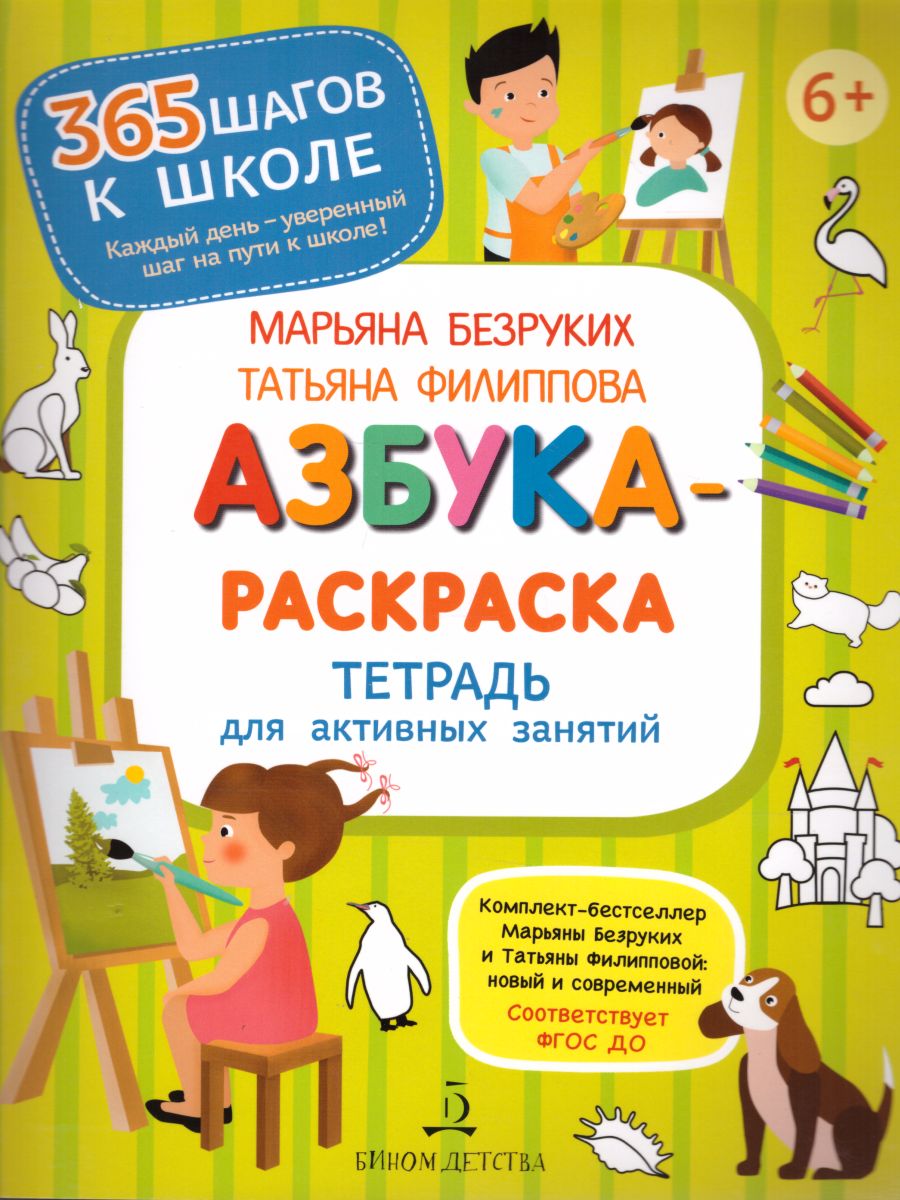 365 ШАГОВ
К ШКОЛЕ
Каждый день – уверенный
шаг на пути к школе!
6+
МАРЬЯНА БЕЗРУКИХ
ТАТЬЯНА ФИЛИППОВА
АЗБУКА-
РАСКРАСКА
ТЕТРАДЬ
для активных занятий
Комплект-бестселлер
Марьяны Безруких
и Татьяны Филипповой:
новый и современный
Соответствует
ФГОС ДО
Б
БИНОМ ДЕТСТВА